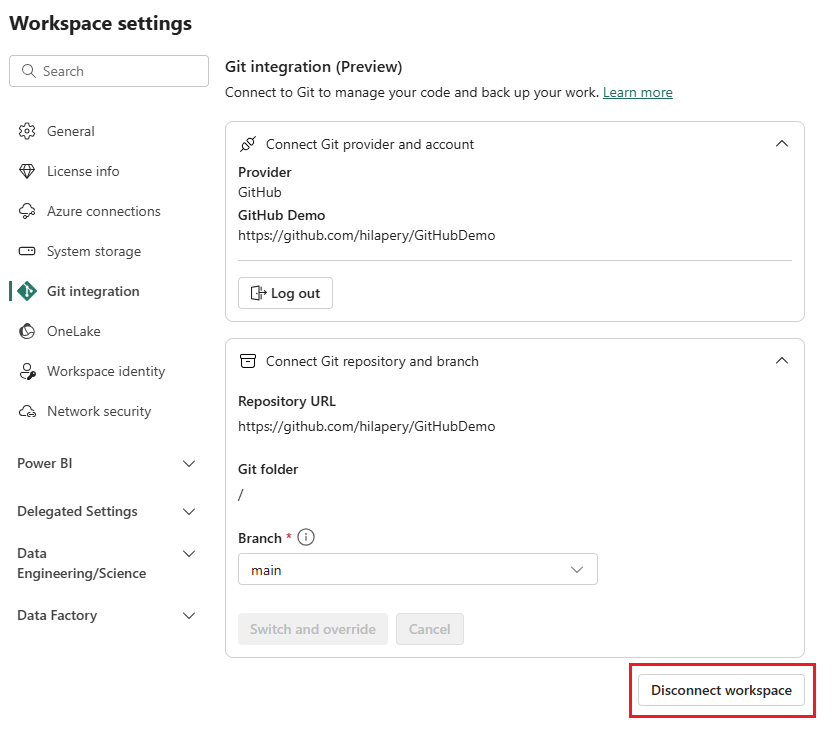 Workspace settings
Search
General
License info
Azure connections
System storage
Git integration
OneLake
Workspace identity
Network security
Power BI
Delegated Settings
Data
Engineering/Science
Data Factory
Git integration (Preview)
Connect to Git to manage your code and back up your work. Learn more
Connect Git provider and account
Provider
GitHub
GitHub Demo
https://github.com/hilapery/GitHubDemo
Log out
Connect Git repository and branch
Repository URL
https://github.com/hilapery/GitHubDemo
Git folder
/
Branch *
main
Switch and override Cancel
Disconnect workspace